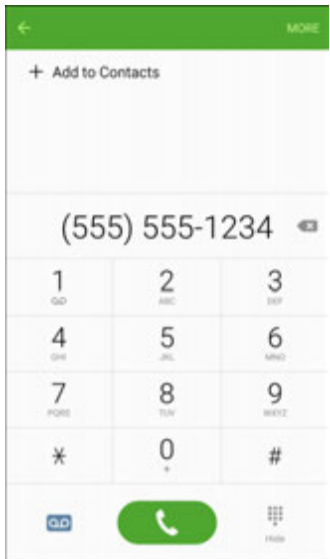 MORE
+ Add to Contacts
(555) 555-1234
1 2 3
ABC DEF
4 5 6
GHI JKL MNO
7 8 9
PQRS TUV WXYZ
* 0 #
+
Hide